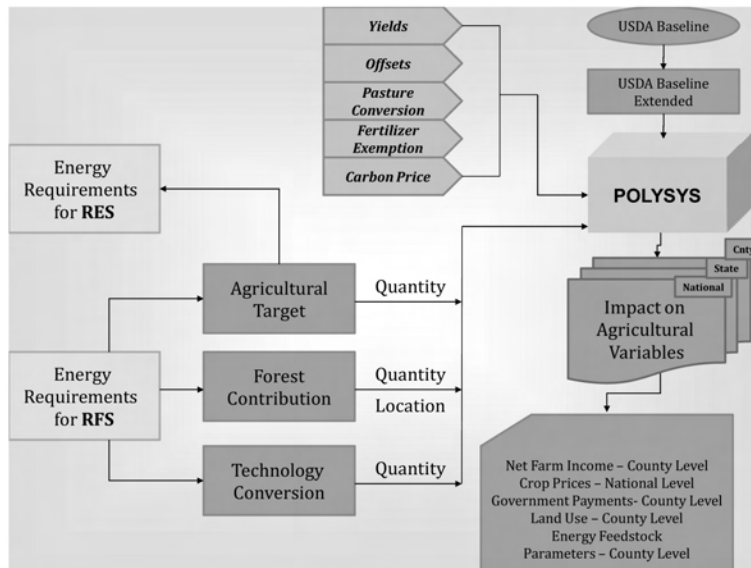 Yields
Offsets
Pasture
Conversion
Fertilizer
Exemption
Carbon Price
USDA Baseline
USDA Baseline
Extended
POLYSYS
Energy
Requirements
for RES
Energy
Requirements
for RFS
Agricultural
Target
Forest
Contribution
Technology
Conversion
Quantity
Quantity
Location
Quantity
Cnty
State
National
Impact on
Agricultural
Variables
Net Farm Income – County Level
Crop Prices – National Level
Government Payments- County Level
Land Use – County Level
Energy Feedstock
Parameters – County Level